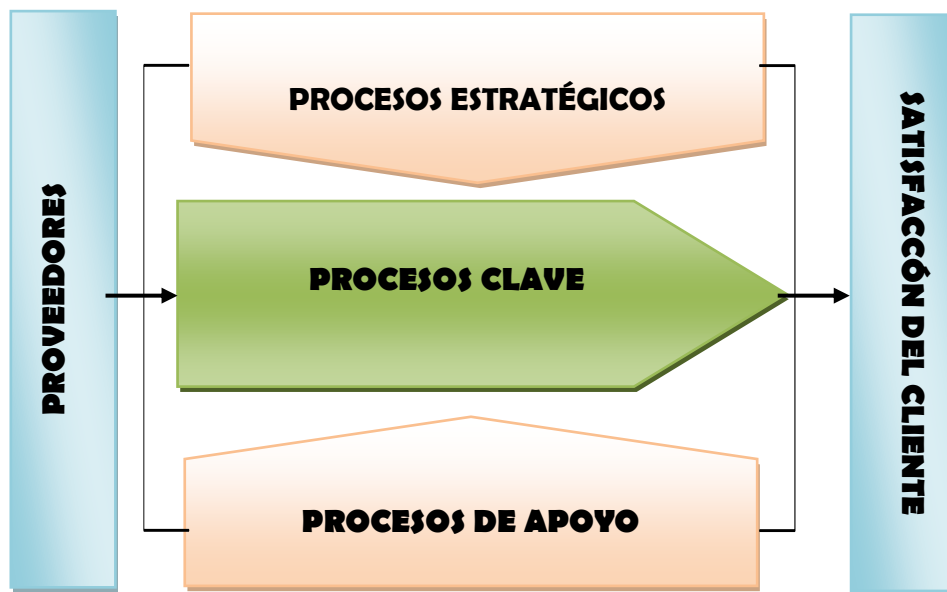 PROVEEDORES
PROCESOS ESTRATÉGICOS
PROCESOS CLAVE
PROCESOS DE APOYO
SATISFACCÓN DEL CLIENTE